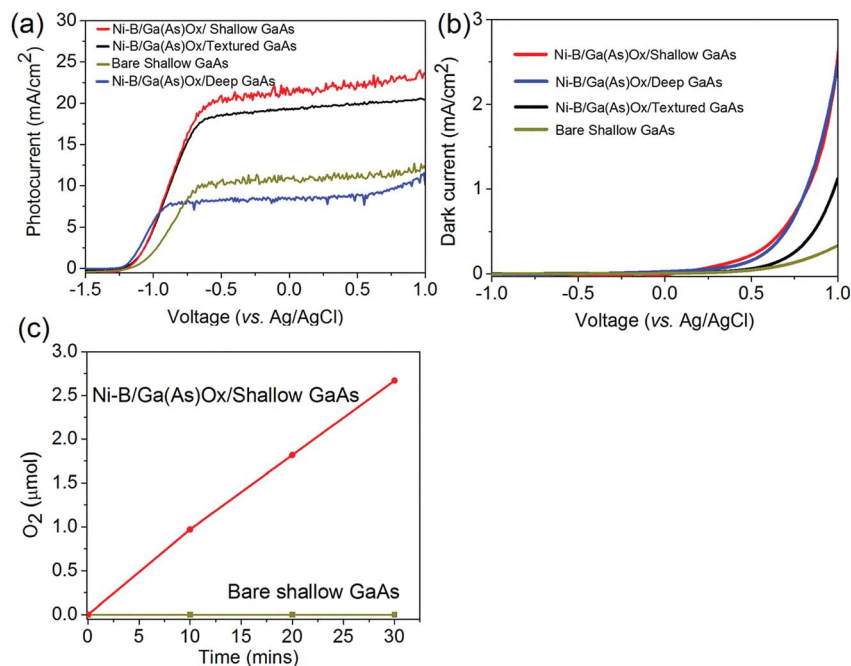 (a)
Ni-B/Ga(As)Ox/ Shallow GaAs
Ni-B/Ga(As)Ox/Textured GaAs
Bare Shallow GaAs
Ni-B/Ga(As)Ox/Deep GaAs
Photocurrent (mA/cm²)
40
35
30
25
20
15
10
5
0
-1.5
-1.0
-0.5
0.0
0.5
1.0
Voltage (vs. Ag/AgCl)
(b)
Ni-B/Ga(As)Ox/Shallow GaAs
Ni-B/Ga(As)Ox/Deep GaAs
Ni-B/Ga(As)Ox/Textured GaAs
Bare Shallow GaAs
Dark current (mA/cm²)
3
2
1
0
-1.0
-0.5
0.0
0.5
1.0
Voltage (vs. Ag/AgCl)
(c)
Ni-B/Ga(As)Ox/Shallow GaAs
Bare shallow GaAs
O₂ (μmol)
3.0
2.5
2.0
1.5
1.0
0.5
0.0
0
5
10
15
20
25
30
Time (mins)